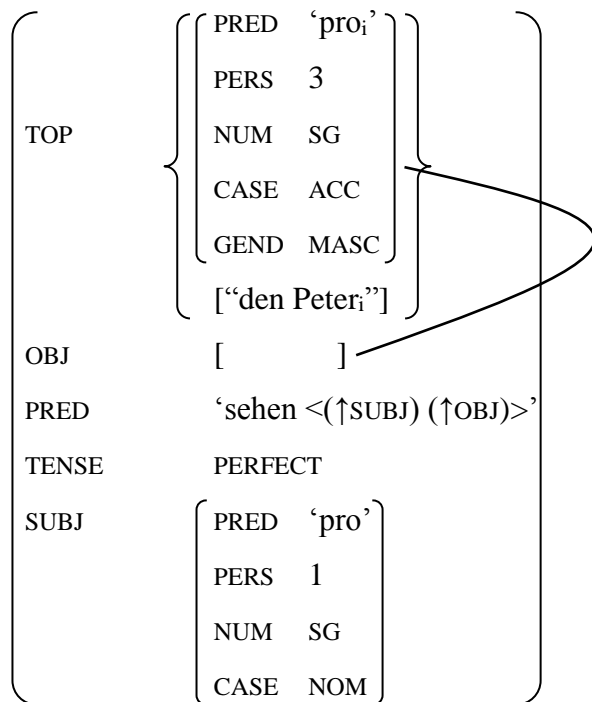 PRED ‘proᵢ’
PERS 3
TOP NUM SG
CASE ACC
GEND MASC
[“den Peterᵢ”]
OBJ [ ]
PRED ‘sehen <(↑SUBJ) (↑OBJ)>’
TENSE PERFECT
SUBJ PRED ‘pro’
PERS 1
NUM SG
CASE NOM